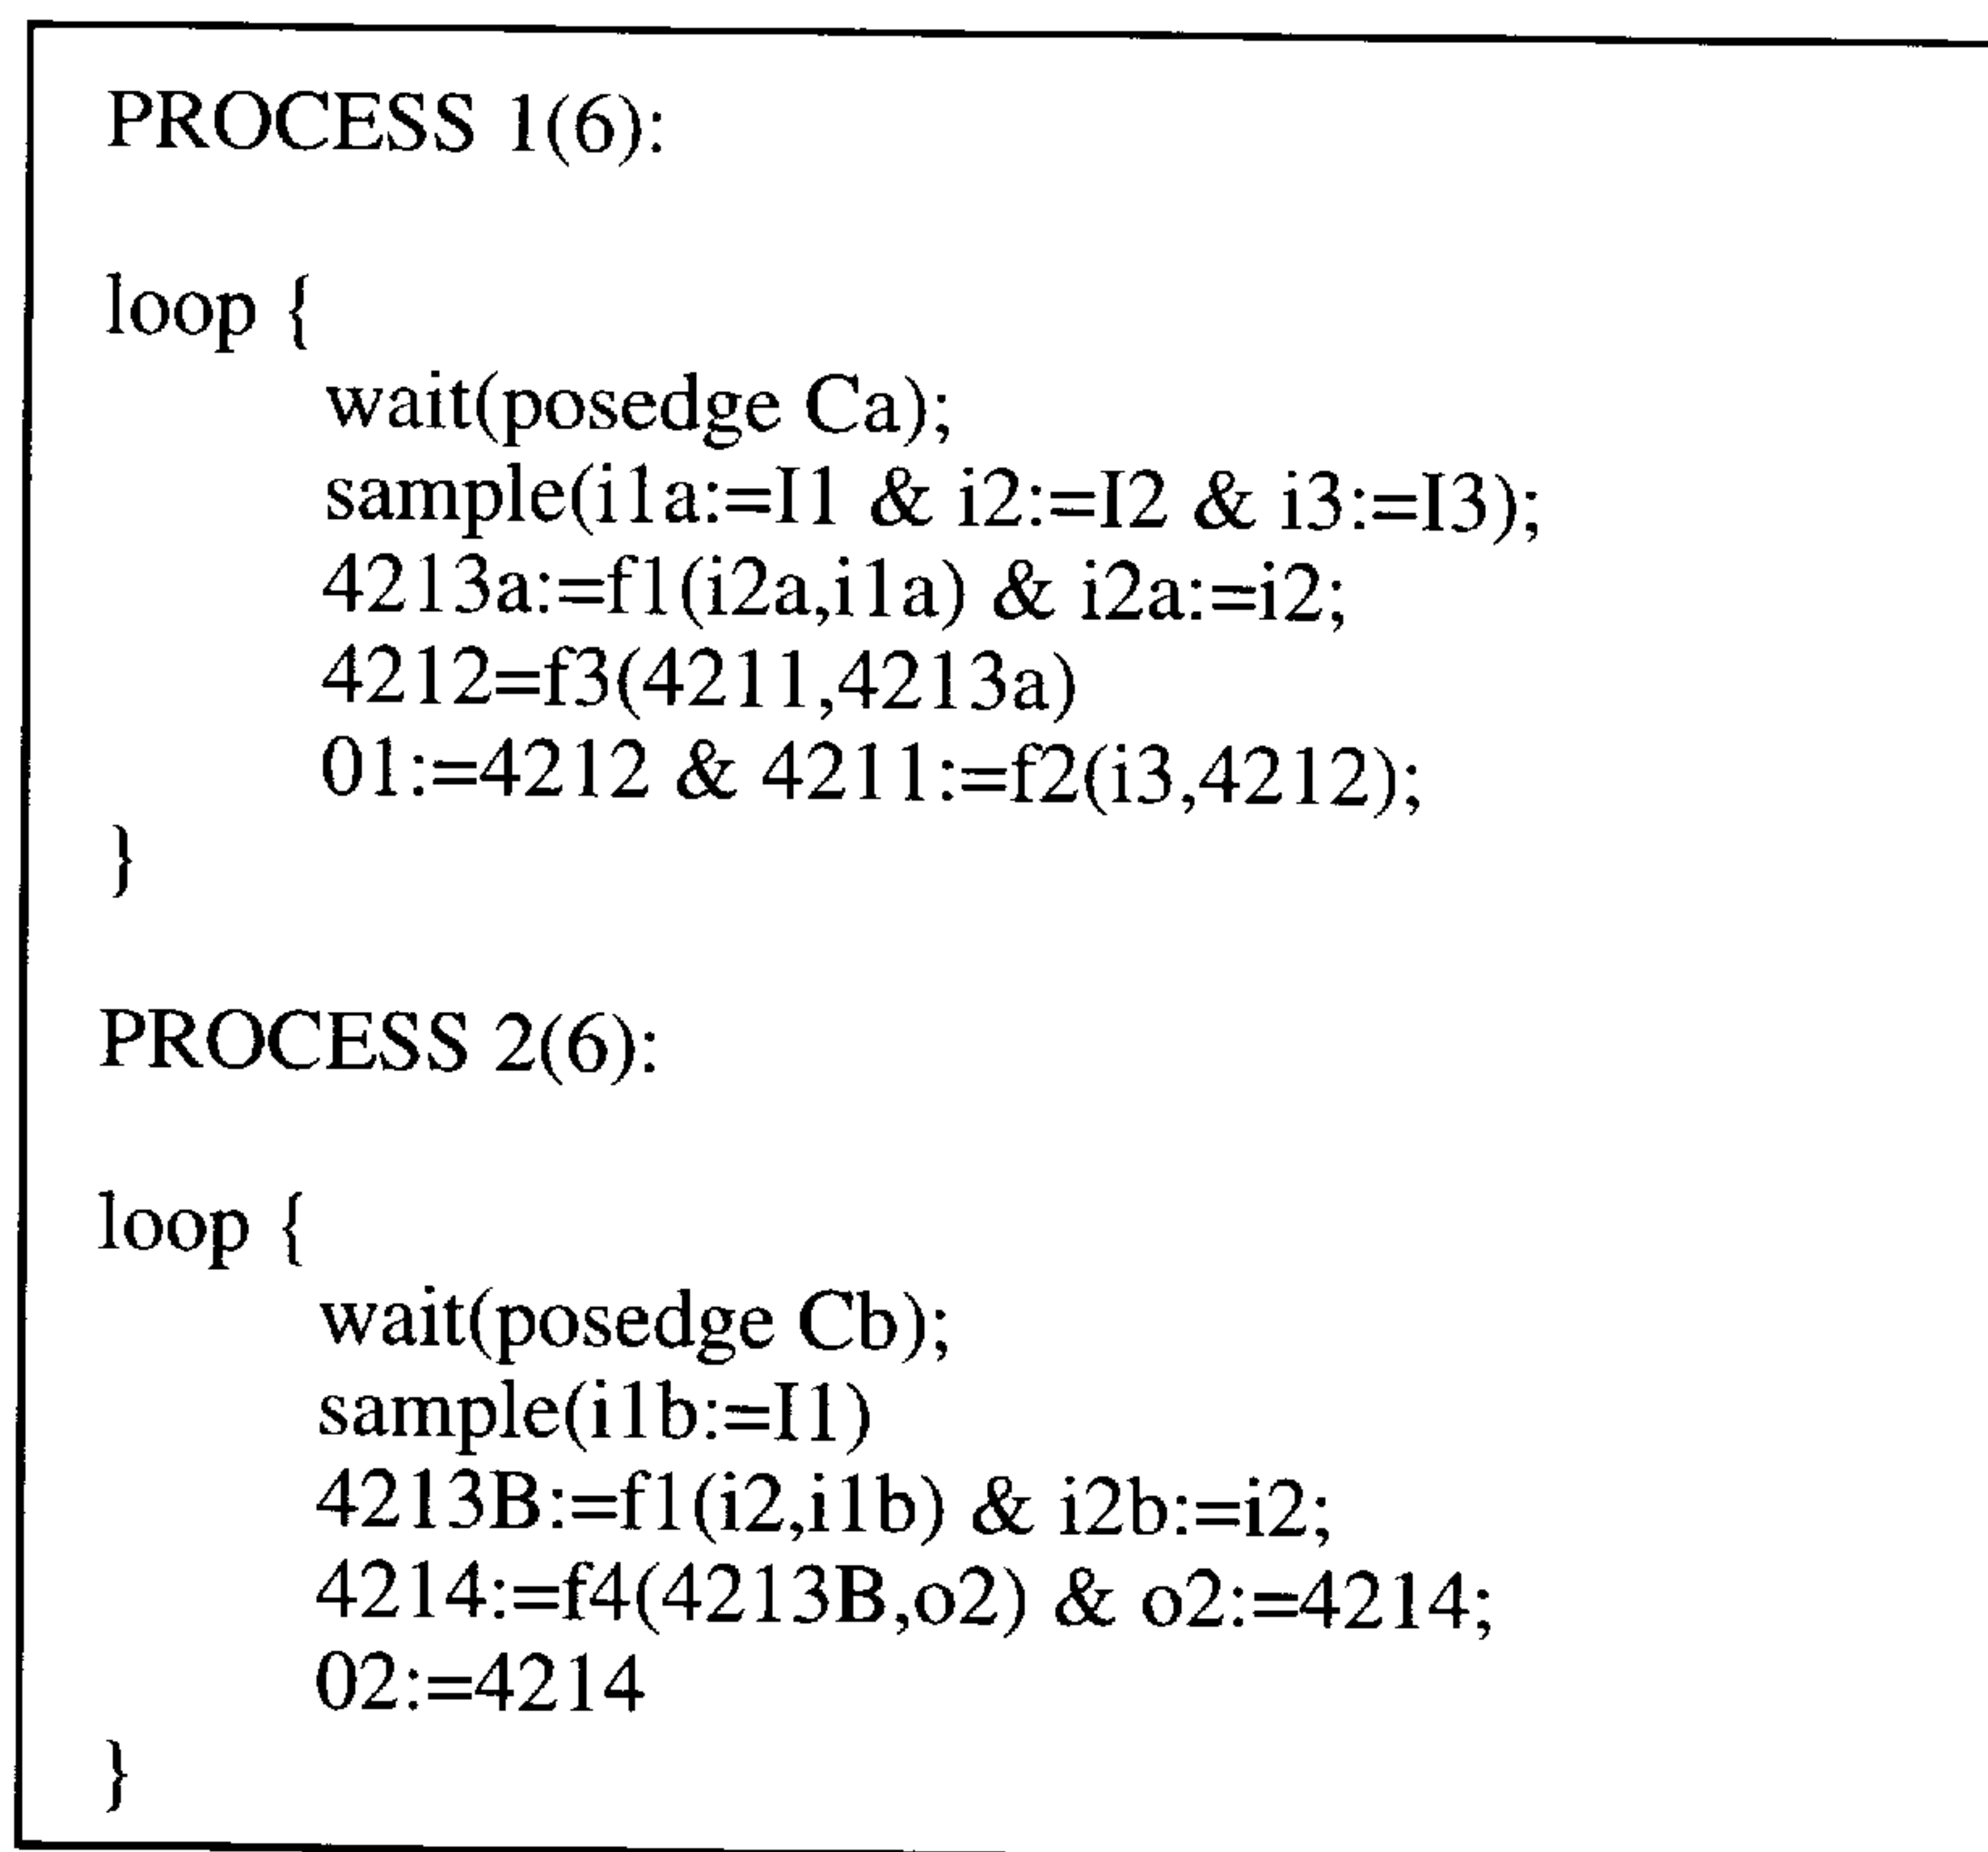 PROCESS 1(6):
loop {
wait(posedge Ca);
sample(i1a:=I1 & i2:=I2 & i3:=I3);
4213a:=f1(i2a,i1a) & i2a:=i2;
4212=f3(4211,4213a)
01:=4212 & 4211:=f2(i3,4212);
}
PROCESS 2(6):
loop {
wait(posedge Cb);
sample(i1b:=I1)
4213B:=f1(i2,i1b) & i2b:=i2;
4214:=f4(4213B,o2) & o2:=4214;
02:=4214
}